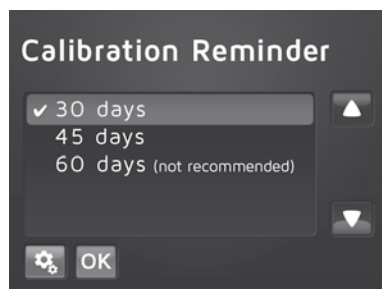 Calibration Reminder
30 days
45 days
60 days (not recommended)
OK